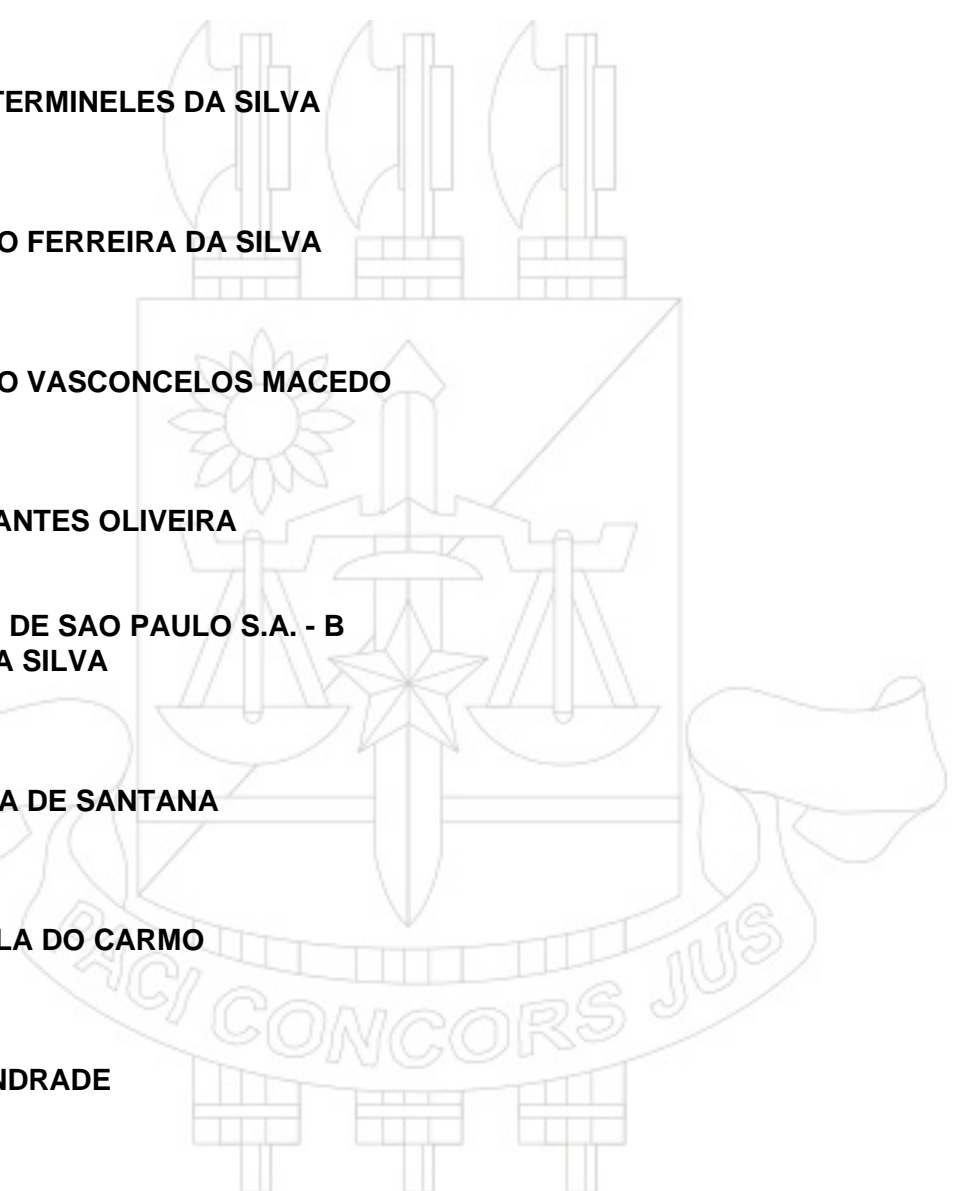 TERMINELES DA SILVA
O FERREIRA DA SILVA
O VASCONCELOS MACEDO
ANTES OLIVEIRA
DE SAO PAULO S.A. - B
A SILVA
A DE SANTANA
LA DO CARMO
NDRADE
PACI CONCORS JUS